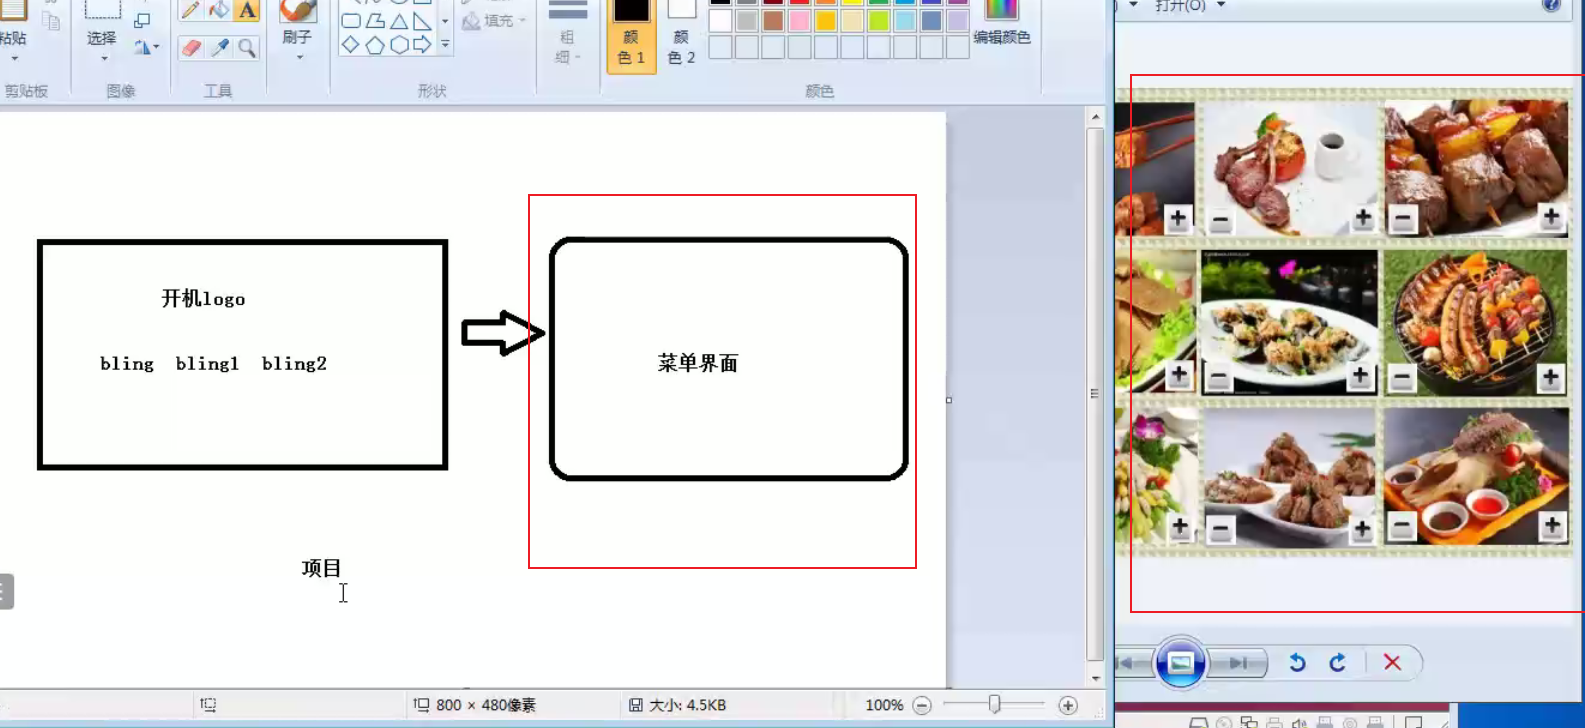 打开(O)
粘贴
选择
A
刷子
填充
粗
细
颜
色 1
颜
色 2
编辑颜色
剪贴板
图像
工具
形状
颜色
开机logo
bling bling1 bling2
菜单界面
项目
800 × 480像素
大小: 4.5KB
100%